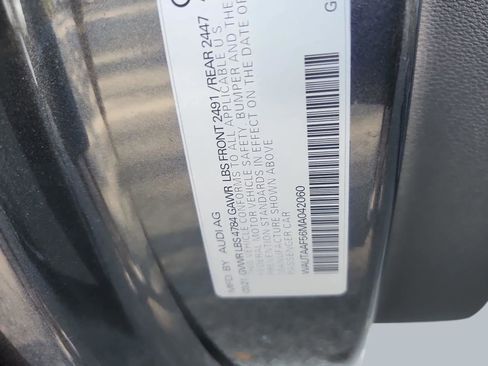 MFD. BY AUDI AG
GVWR LBS 4784 GAWR LBS FRONT 2491 / REAR 2447
VEHICLE CONFORMS TO ALL APPLICABLE U.S.
FEDERAL MOTOR VEHICLE SAFETY, BUMPER AND
PREVENTION STANDARDS IN EFFECT ON THE DATE OF
MANUFACTURE SHOWN ABOVE
PASSENGER CAR
WAUTAAF56MA042060
G